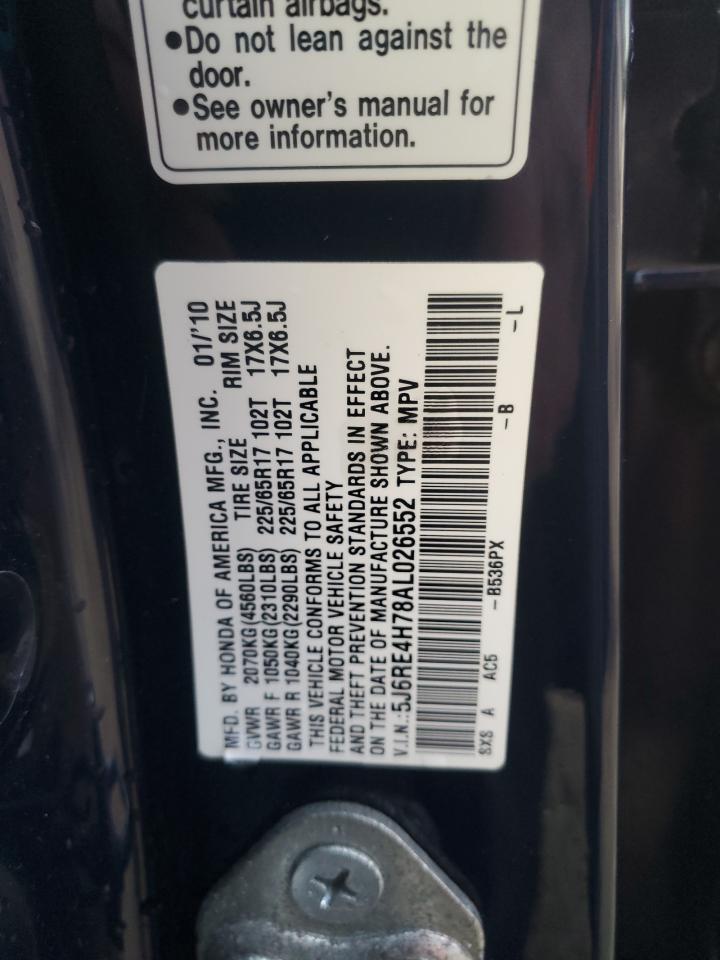 curtain airbags.
●Do not lean against the
door.
●See owner's manual for
more information.
MFD. BY HONDA OF AMERICA MFG., INC. 01/'10
GVWR 2070KG(4560LBS) TIRE SIZE RIM SIZE
GAWR F 1050KG(2310LBS) 225/65R17 102T 17X6.5J
GAWR R 1040KG(2290LBS) 225/65R17 102T 17X6.5J
THIS VEHICLE CONFORMS TO ALL APPLICABLE
FEDERAL MOTOR VEHICLE SAFETY
AND THEFT PREVENTION STANDARDS IN EFFECT
ON THE DATE OF MANUFACTURE SHOWN ABOVE.
V.I.N.:5J6RE4H78AL026552 TYPE: MPV
SXS A AC5 -B536PX -B -L